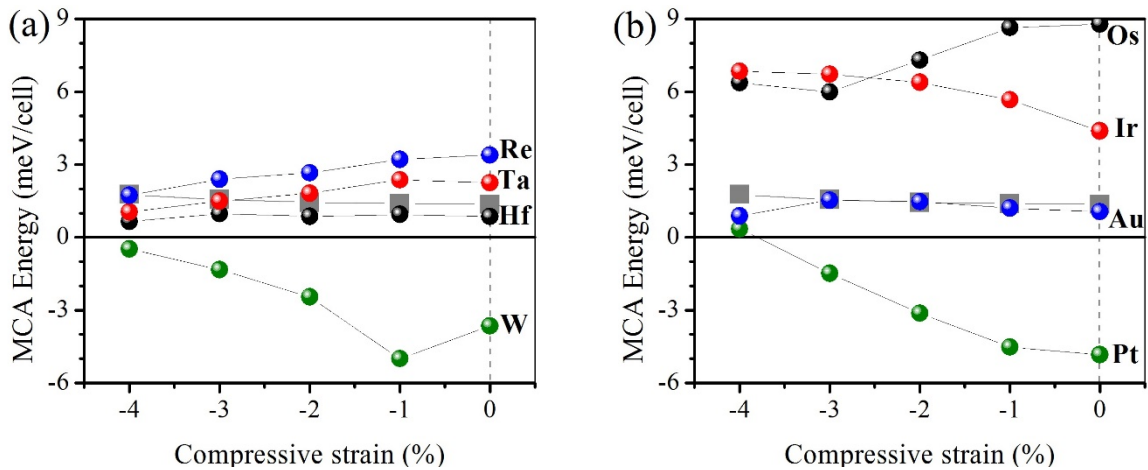 (a)
MCA Energy (meV/cell)
9
6
3
0
-3
-6
Re
Ta
Hf
W
-4 -3 -2 -1 0
Compressive strain (%)
(b)
MCA Energy (meV/cell)
9
6
3
0
-3
-6
Os
Ir
Au
Pt
-4 -3 -2 -1 0
Compressive strain (%)